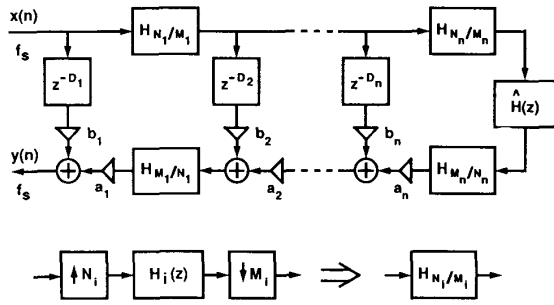 x(n) H_{N_1/M_1} H_{N_n/M_n}
f_s
z^{-D_1} z^{-D_2} z^{-D_n} \hat{H}(z)
b_1 b_2 b_n
y(n) H_{M_1/N_1} H_{M_n/N_n}
f_s a_1 a_2 a_n
↑N_i H_i(z) ↓M_i ⇒ H_{N_i/M_i}